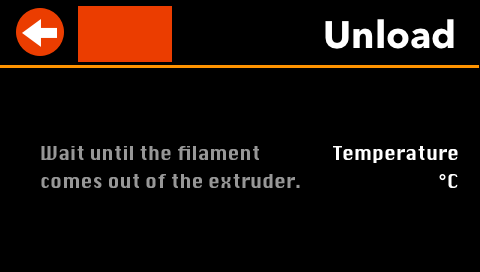 Unload
Wait until the filament
comes out of the extruder.
Temperature
°C